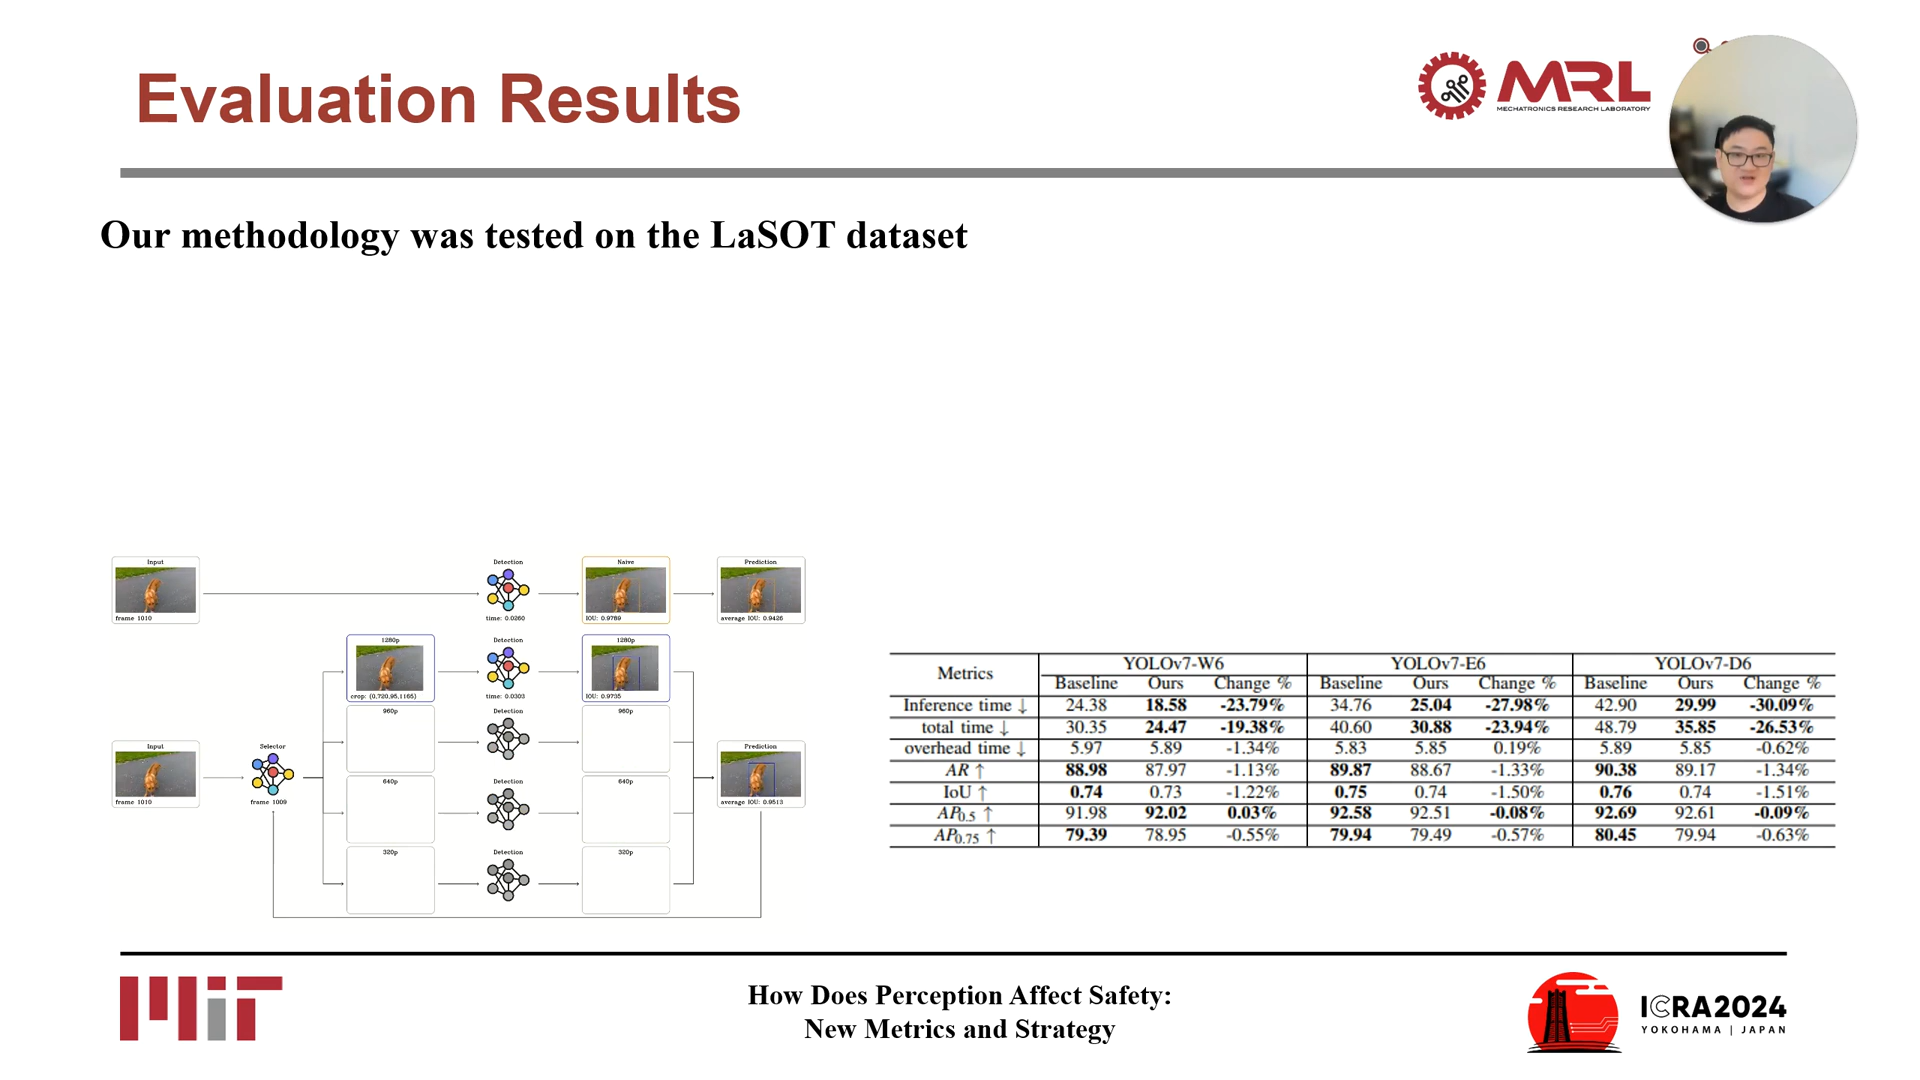 Evaluation Results
MRL
MECHATRONICS RESEARCH LABORATORY
Our methodology was tested on the LaSOT dataset
Input
frame 1010
Detection
time: 0.0260
Naive
IOU: 0.9769
Prediction
average IOU: 0.9426
1280p
crop: (0,720,95,1165)
Detection
time: 0.0303
1280p
IOU: 0.9735
960p
Detection
960p
Input
frame 1010
Selector
frame 1009
640p
Detection
640p
Prediction
average IOU: 0.9513
320p
Detection
320p
Metrics YOLOv7-W6 YOLOv7-E6 YOLOv7-D6
Baseline Ours Change % Baseline Ours Change % Baseline Ours Change %
Inference time ↓ 24.38 18.58 -23.79% 34.76 25.04 -27.98% 42.90 29.99 -30.09%
total time ↓ 30.35 24.47 -19.38% 40.60 30.88 -23.94% 48.79 35.85 -26.53%
overhead time ↓ 5.97 5.89 -1.34% 5.83 5.85 0.19% 5.89 5.85 -0.62%
AR ↑ 88.98 87.97 -1.13% 89.87 88.67 -1.33% 90.38 89.17 -1.34%
IoU ↑ 0.74 0.73 -1.22% 0.75 0.74 -1.50% 0.76 0.74 -1.51%
AP0.5 ↑ 91.98 92.02 0.03% 92.58 92.51 -0.08% 92.69 92.61 -0.09%
AP0.75 ↑ 79.39 78.95 -0.55% 79.94 79.49 -0.57% 80.45 79.94 -0.63%
MIT
How Does Perception Affect Safety:
New Metrics and Strategy
ICRA2024
YOKOHAMA | JAPAN